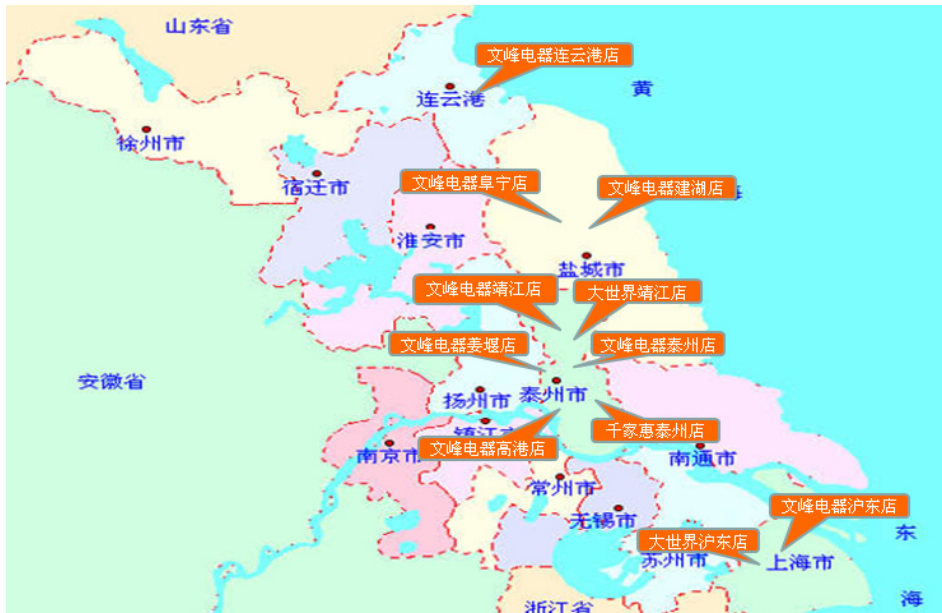 山东省
文峰电器连云港店
黄
连云港
徐州市
宿迁市
文峰电器阜宁店
文峰电器建湖店
海
淮安市
盐城市
文峰电器靖江店
大世界靖江店
文峰电器姜堰店
文峰电器泰州店
安徽省
扬州市
泰州市
镇江市
千家惠泰州店
文峰电器高港店
南京市
南通市
常州市
文峰电器沪东店
无锡市
东
大世界沪东店
苏州市
上海市
海
浙江省